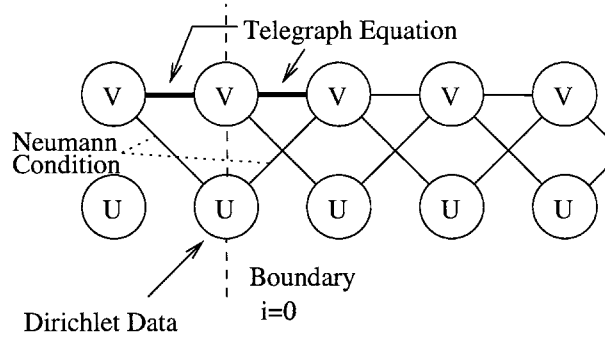 Telegraph Equation
V V V V V
Neumann
Condition
U U U U U
Boundary
i=0
Dirichlet Data